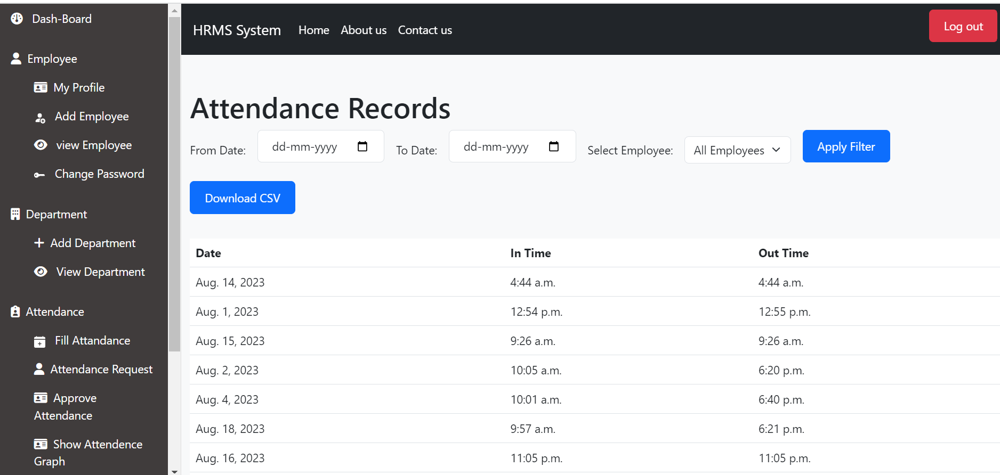 Dash-Board
Employee
My Profile
Add Employee
view Employee
Change Password
Department
Add Department
View Department
Attendance
Fill Attandance
Attendance Request
Approve
Attendance
Show Attendence
Graph
HRMS System Home About us Contact us Log out
Attendance Records
From Date: dd-mm-yyyy To Date: dd-mm-yyyy Select Employee: All Employees Apply Filter
Download CSV
Date In Time Out Time
Aug. 14, 2023 4:44 a.m. 4:44 a.m.
Aug. 1, 2023 12:54 p.m. 12:55 p.m.
Aug. 15, 2023 9:26 a.m. 9:26 a.m.
Aug. 2, 2023 10:05 a.m. 6:20 p.m.
Aug. 4, 2023 10:01 a.m. 6:40 p.m.
Aug. 18, 2023 9:57 a.m. 6:21 p.m.
Aug. 16, 2023 11:05 p.m. 11:05 p.m.